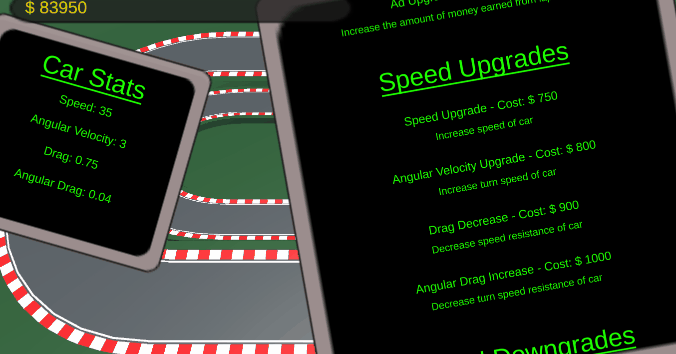 $ 83950
Car Stats
Speed: 35
Angular Velocity: 3
Drag: 0.75
Angular Drag: 0.04
Ad
Increase the amount of money earned from
Speed Upgrades
Speed Upgrade - Cost: $ 750
Increase speed of car
Angular Velocity Upgrade - Cost: $ 800
Increase turn speed of car
Drag Decrease - Cost: $ 900
Decrease speed resistance of car
Angular Drag Increase - Cost: $ 1000
Decrease turn speed resistance of car
Downgrades